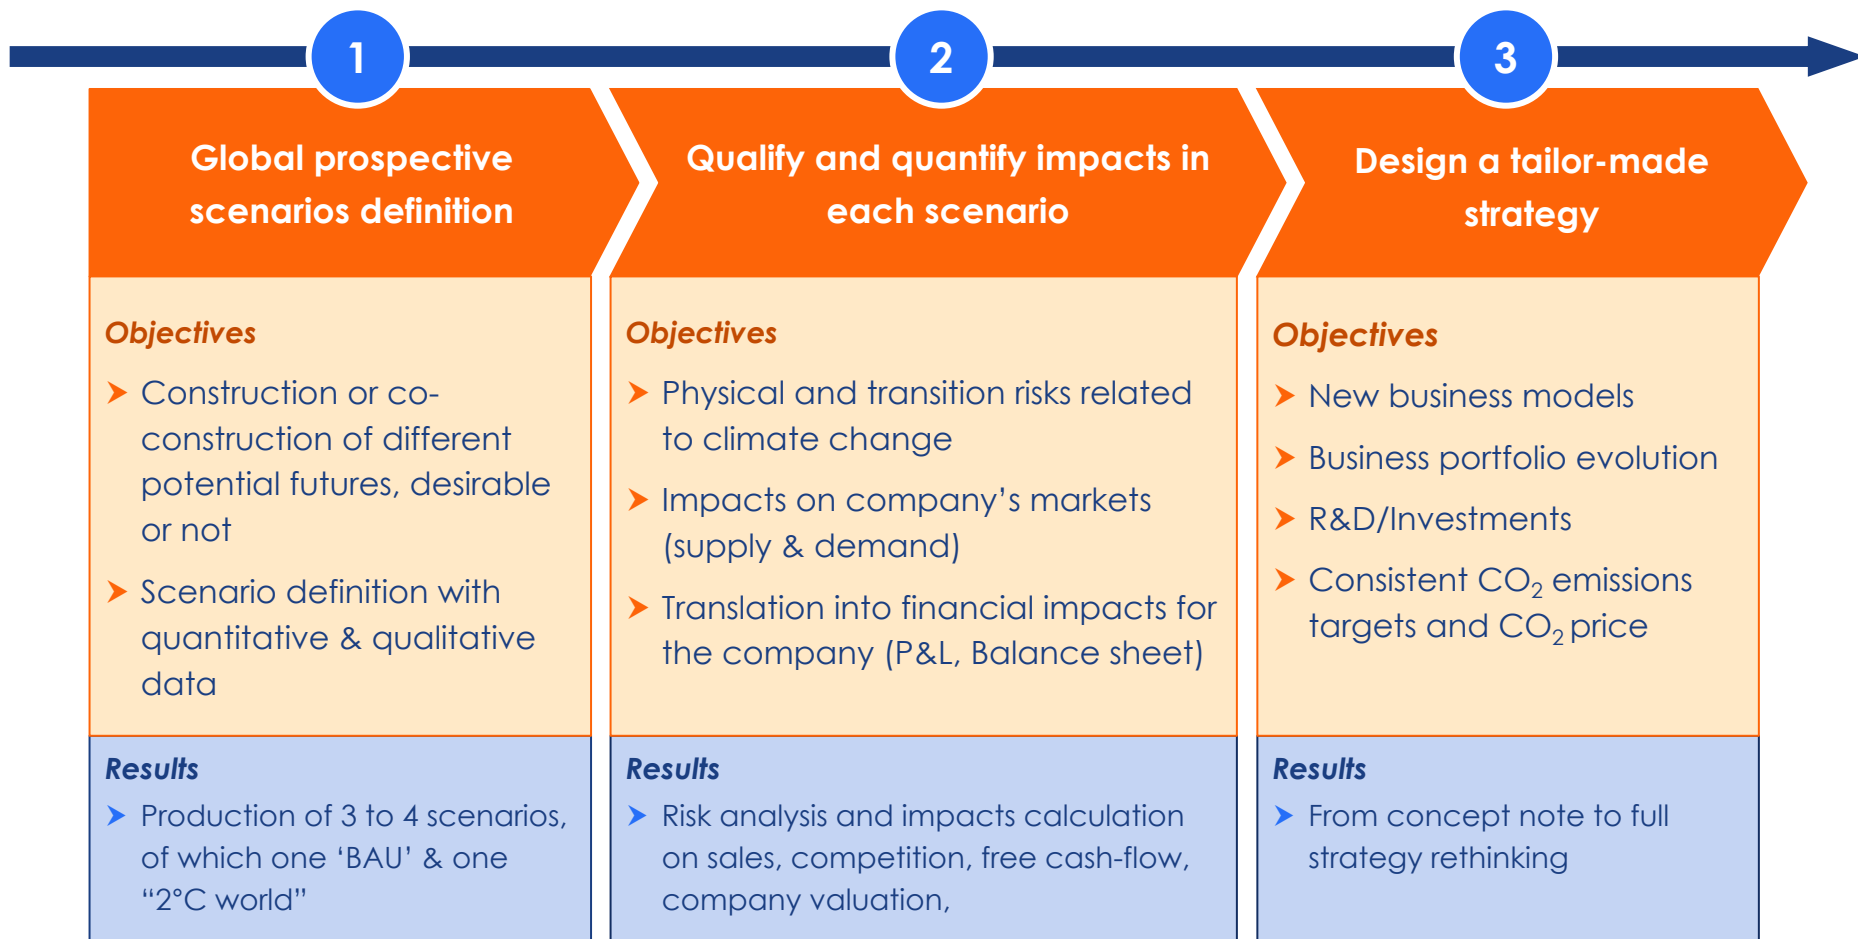 1
Global prospective
scenarios definition
Objectives
Construction or co-
construction of different
potential futures, desirable
or not
Scenario definition with
quantitative & qualitative
data
Results
Production of 3 to 4 scenarios,
of which one ‘BAU’ & one
“2°C world”
2
Qualify and quantify impacts in
each scenario
Objectives
Physical and transition risks related
to climate change
Impacts on company’s markets
(supply & demand)
Translation into financial impacts for
the company (P&L, Balance sheet)
Results
Risk analysis and impacts calculation
on sales, competition, free cash-flow,
company valuation,
3
Design a tailor-made
strategy
Objectives
New business models
Business portfolio evolution
R&D/Investments
Consistent CO₂ emissions
targets and CO₂ price
Results
From concept note to full
strategy rethinking